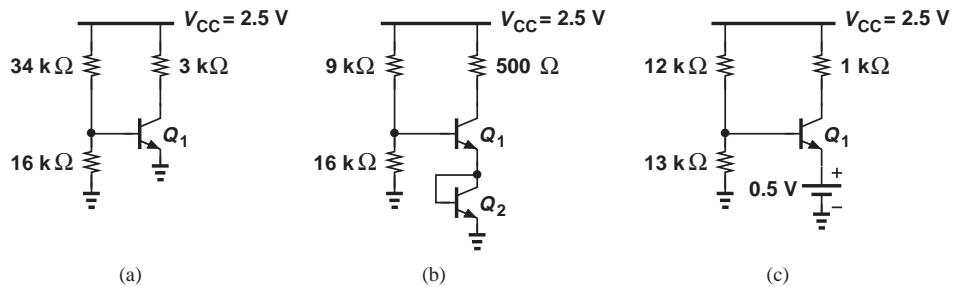 V_CC = 2.5 V
34 kΩ
3 kΩ
Q_1
16 kΩ
(a)
V_CC = 2.5 V
9 kΩ
500 Ω
Q_1
16 kΩ
Q_2
(b)
V_CC = 2.5 V
12 kΩ
1 kΩ
Q_1
13 kΩ
0.5 V
+
−
(c)